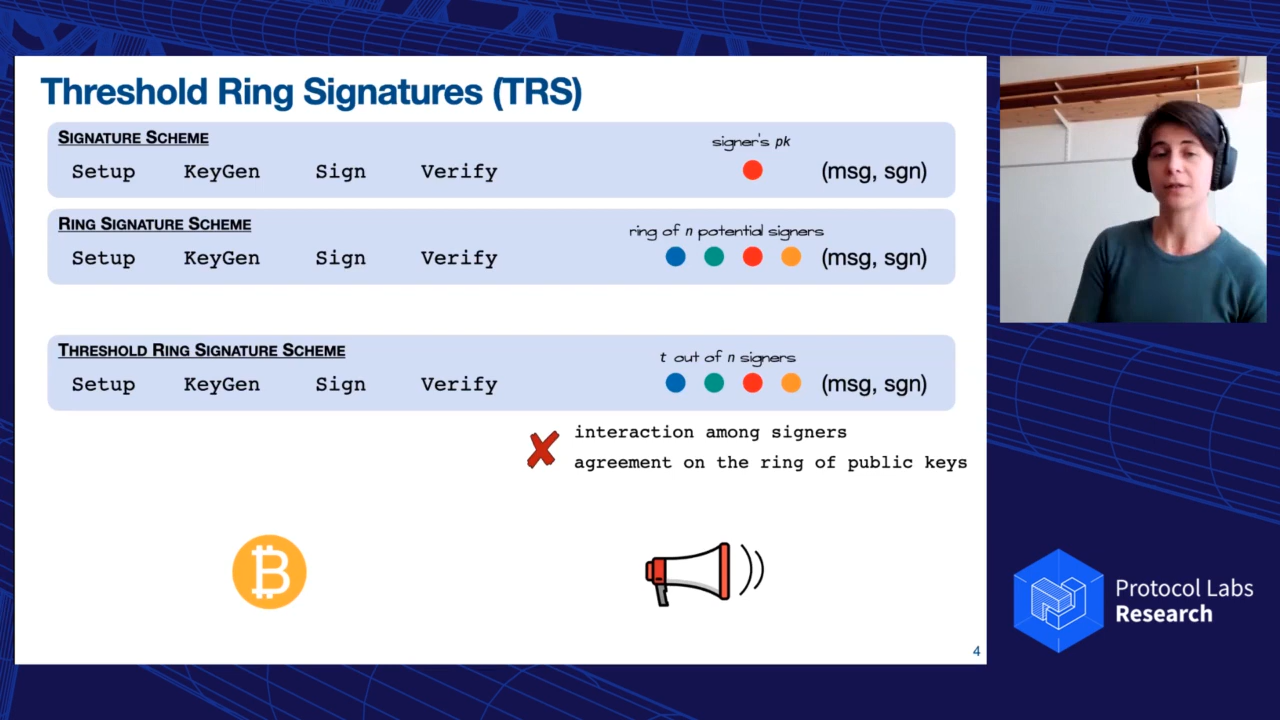 Threshold Ring Signatures (TRS)
SIGNATURE SCHEME
signer's pk
Setup KeyGen Sign Verify (msg, sgn)
RING SIGNATURE SCHEME
ring of n potential signers
Setup KeyGen Sign Verify (msg, sgn)
THRESHOLD RING SIGNATURE SCHEME
t out of n signers
Setup KeyGen Sign Verify (msg, sgn)
interaction among signers
agreement on the ring of public keys
4
Protocol Labs
Research